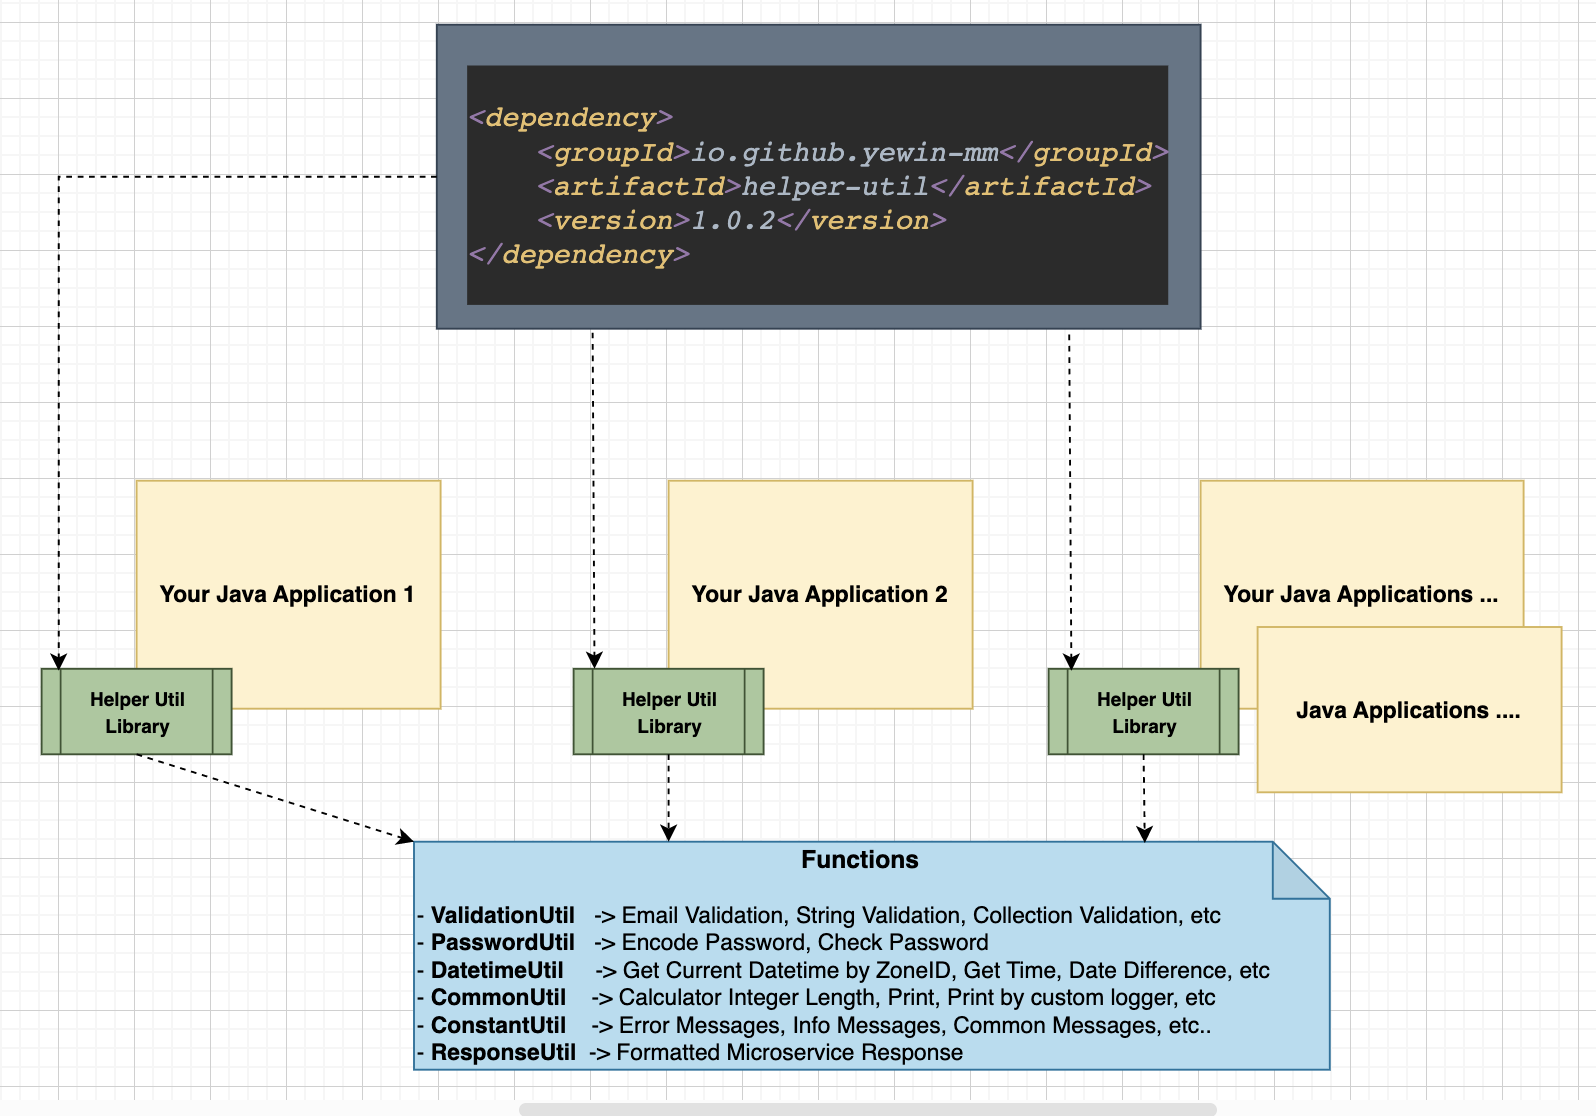 <dependency>
<groupId>io.github.yewin-mm</groupId>
<artifactId>helper-util</artifactId>
<version>1.0.2</version>
</dependency>
Your Java Application 1
Your Java Application 2
Your Java Applications ...
Java Applications ....
Helper Util
Library
Helper Util
Library
Helper Util
Library
Functions
- ValidationUtil -> Email Validation, String Validation, Collection Validation, etc
- PasswordUtil -> Encode Password, Check Password
- DatetimeUtil -> Get Current Datetime by ZoneID, Get Time, Date Difference, etc
- CommonUtil -> Calculator Integer Length, Print, Print by custom logger, etc
- ConstantUtil -> Error Messages, Info Messages, Common Messages, etc..
- ResponseUtil -> Formatted Microservice Response